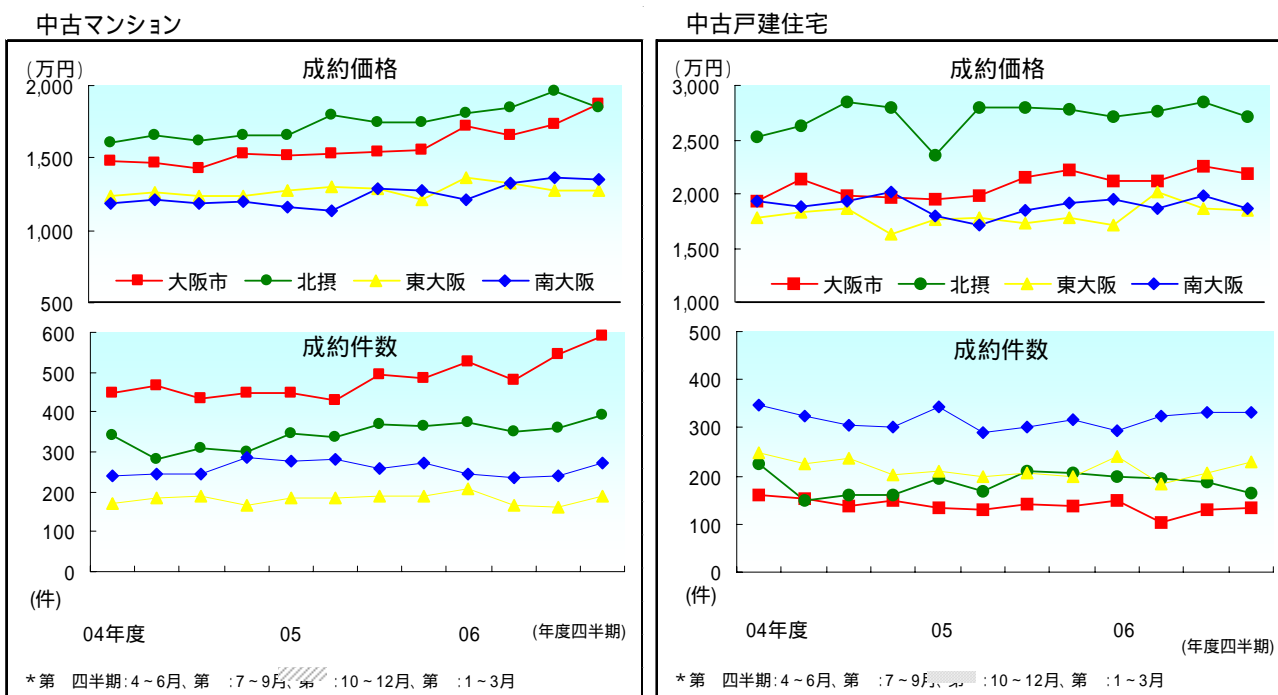 中古マンション
(万円)
成約価格
2,000
1,500
1,000
500
大阪市 北摂 東大阪 南大阪
成約件数
600
500
400
300
200
100
0
(件)
04年度 05 06 (年度四半期)
*第 四半期:4～6月、第 :7～9月、第 :10～12月、第 :1～3月
中古戸建住宅
(万円)
成約価格
3,000
2,500
2,000
1,500
1,000
大阪市 北摂 東大阪 南大阪
成約件数
500
400
300
200
100
0
(件)
04年度 05 06 (年度四半期)
*第 四半期:4～6月、第 :7～9月、第 :10～12月、第 :1～3月